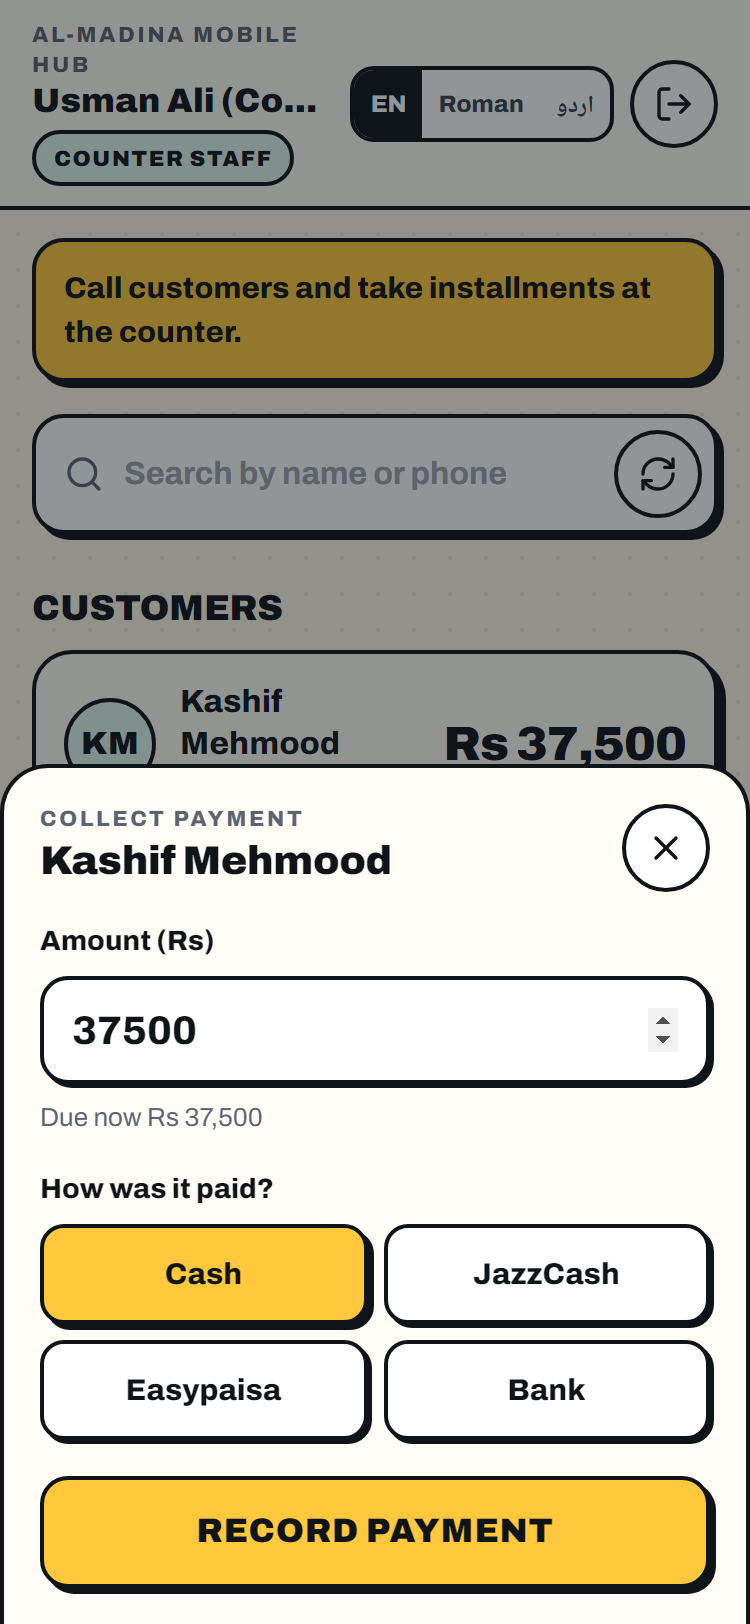 AL-MADINA MOBILE
HUB
Usman Ali (Co...
COUNTER STAFF
EN Roman اردو
Call customers and take installments at
the counter.
Search by name or phone
CUSTOMERS
KM
Kashif
Mehmood
Rs 37,500
COLLECT PAYMENT
Kashif Mehmood
Amount (Rs)
37500
Due now Rs 37,500
How was it paid?
Cash JazzCash
Easypaisa Bank
RECORD PAYMENT